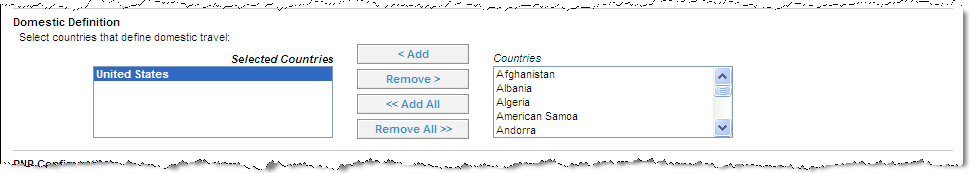 Domestic Definition
Select countries that define domestic travel:
Selected Countries
United States
< Add
Remove >
<< Add All
Remove All >>
Countries
Afghanistan
Albania
Algeria
American Samoa
Andorra